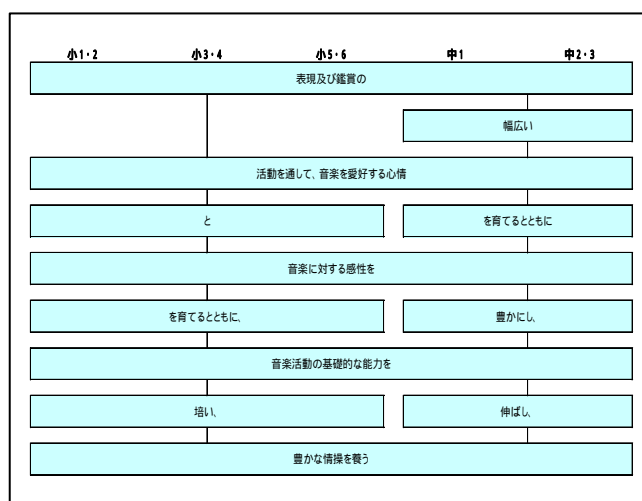 小1・2 小3・4 小5・6 中1 中2・3
表現及び鑑賞の
幅広い
活動を通して、音楽を愛好する心情
と を育てるとともに
音楽に対する感性を
を育てるとともに、 豊かにし、
音楽活動の基礎的な能力を
培い、 伸ばし、
豊かな情操を養う